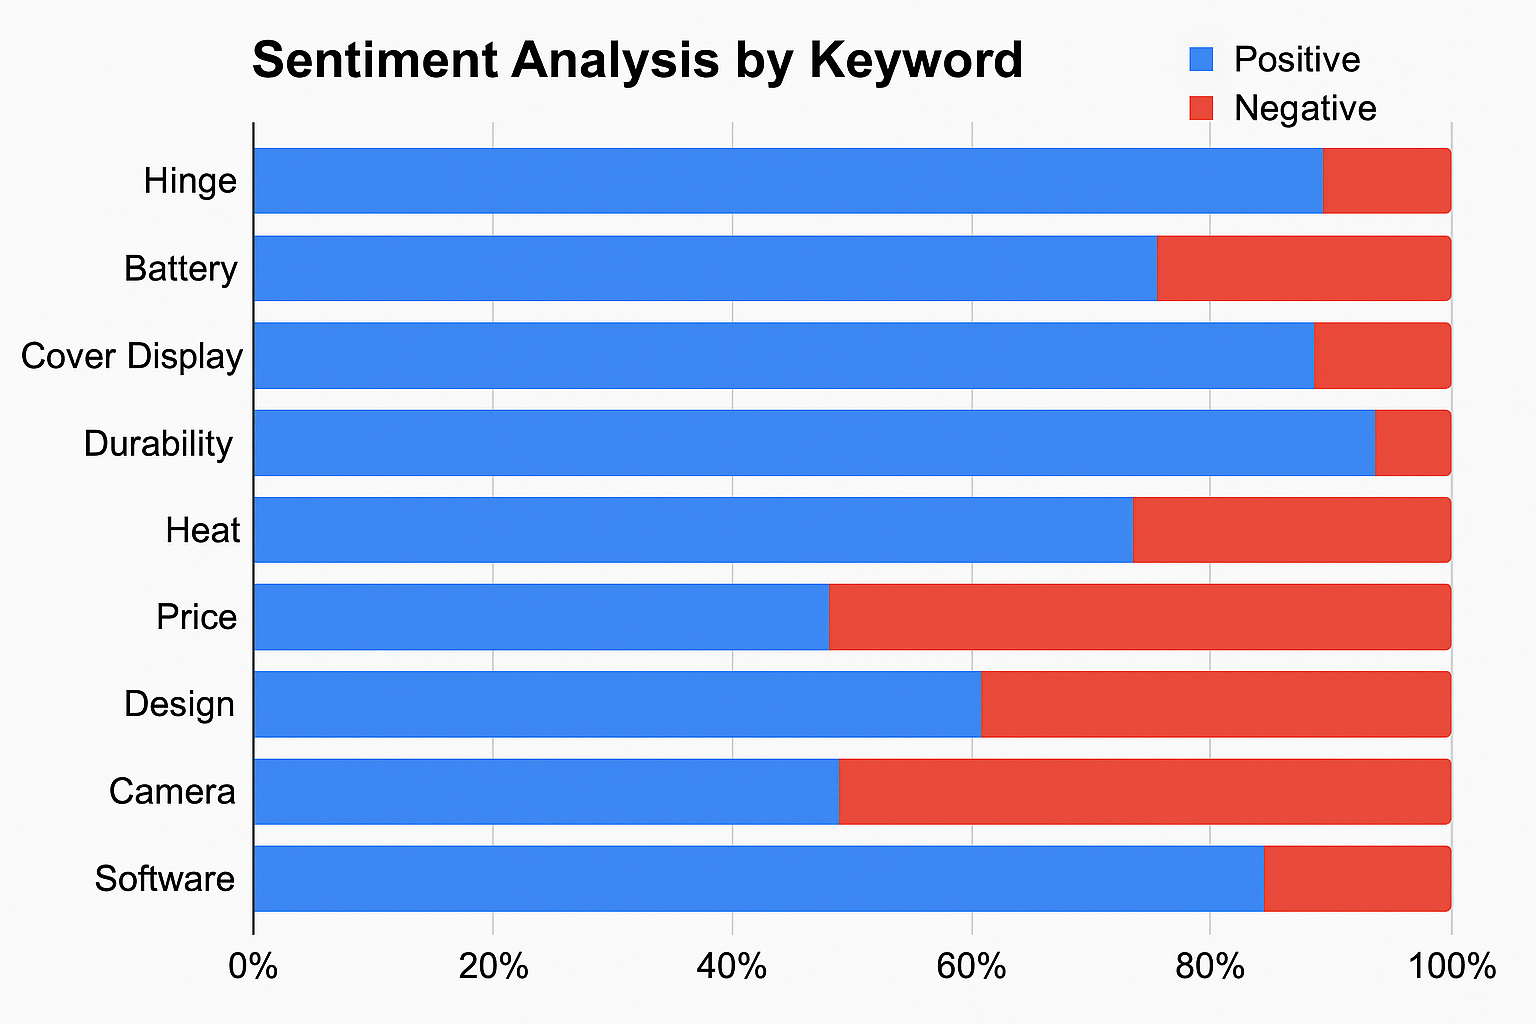 Sentiment Analysis by Keyword
Positive
Negative
Hinge
Battery
Cover Display
Durability
Heat
Price
Design
Camera
Software
0% 20% 40% 60% 80% 100%